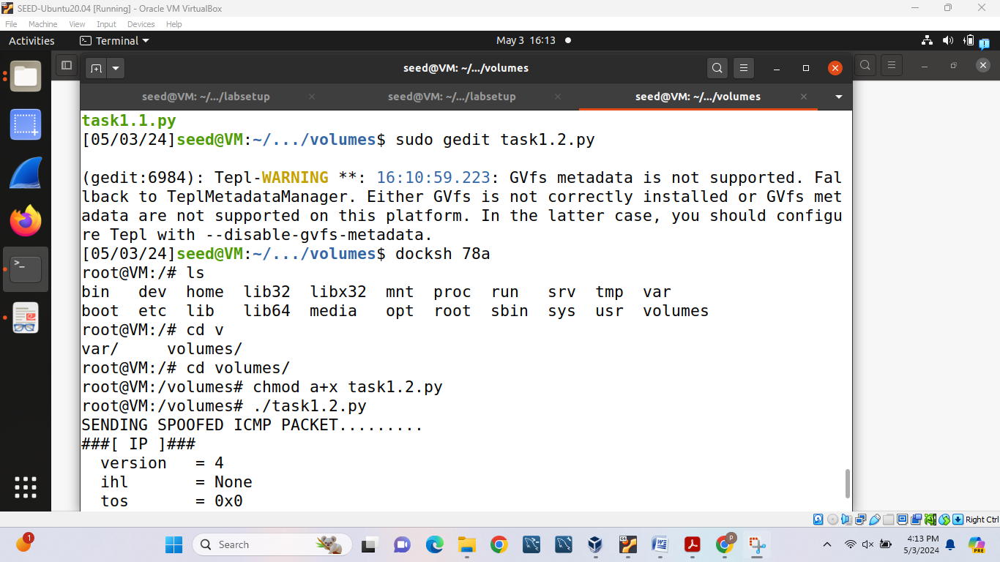 SEED-Ubuntu20.04 [Running] - Oracle VM VirtualBox
File Machine View Input Devices Help
Activities Terminal May 3 16:13
seed@VM: ~/.../volumes
seed@VM: ~/.../labsetup seed@VM: ~/.../labsetup seed@VM: ~/.../volumes
task1.1.py
[05/03/24]seed@VM:~/.../volumes$ sudo gedit task1.2.py
(gedit:6984): Tepl-WARNING **: 16:10:59.223: GVfs metadata is not supported. Fal
lback to TeplMetadataManager. Either GVfs is not correctly installed or GVfs met
adata are not supported on this platform. In the latter case, you should configu
re Tepl with --disable-gvfs-metadata.
[05/03/24]seed@VM:~/.../volumes$ docksh 78a
root@VM:/# ls
bin dev home lib32 libx32 mnt proc run srv tmp var
boot etc lib lib64 media opt root sbin sys usr volumes
root@VM:/# cd v
var/ volumes/
root@VM:/# cd volumes/
root@VM:/volumes# chmod a+x task1.2.py
root@VM:/volumes# ./task1.2.py
SENDING SPOOFED ICMP PACKET.........
###[ IP ]###
version = 4
ihl = None
tos = 0x0
Right Ctrl
1
Search
P
4:13 PM
5/3/2024
PRE